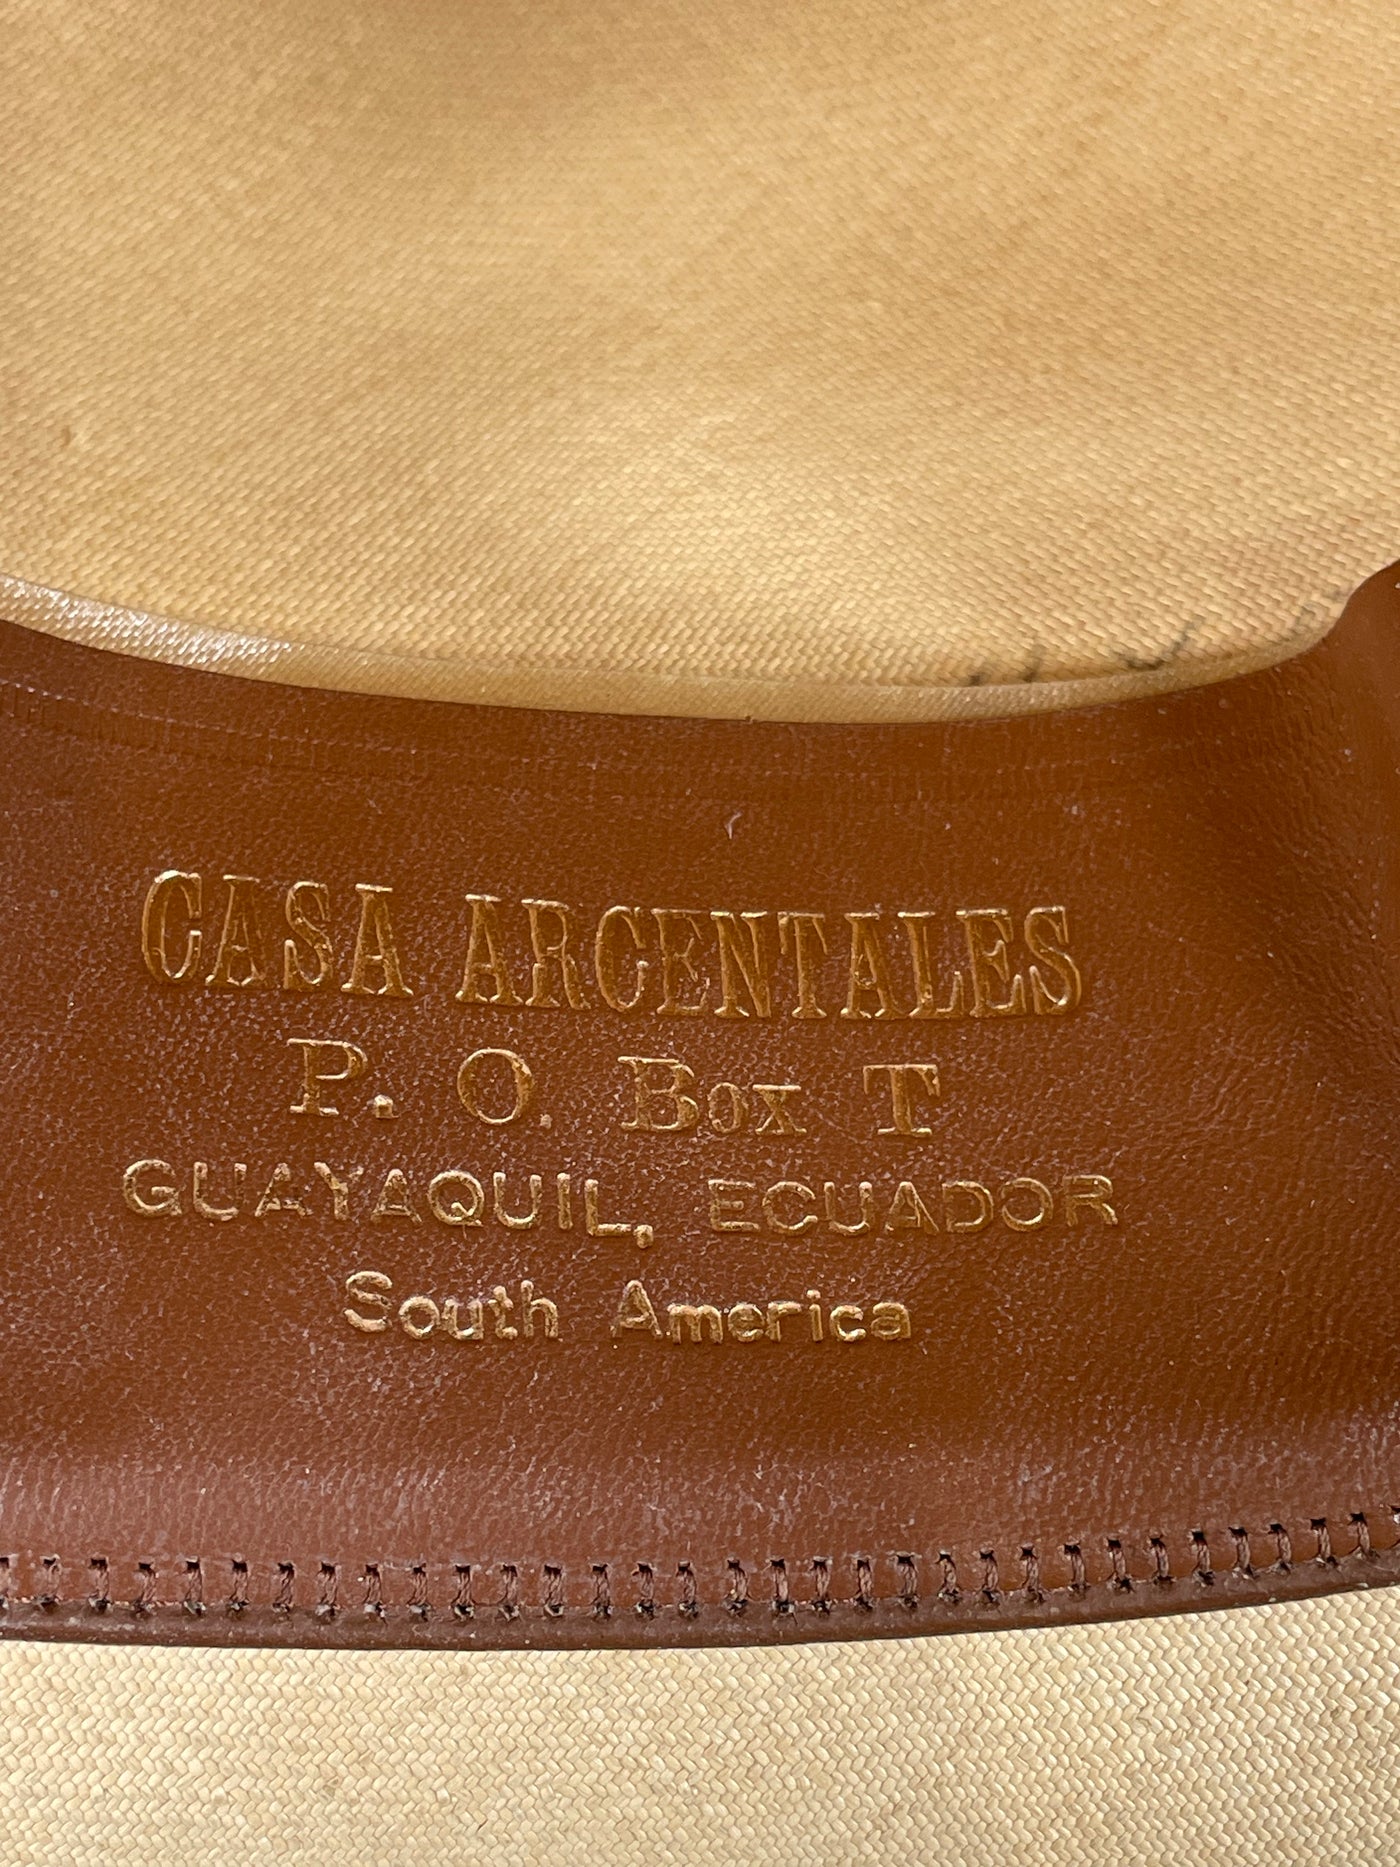 CASA ARCENTALES
P. O. Box T
GUAYAQUIL, ECUADOR
South America